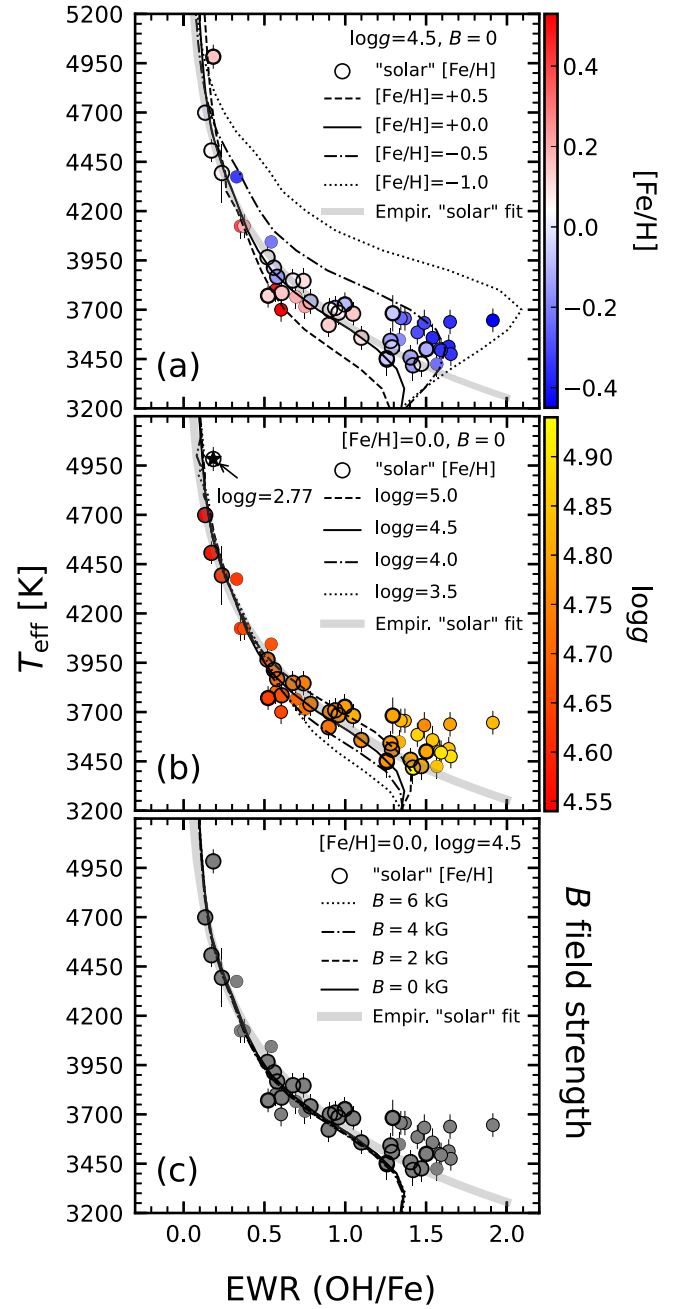 logg=4.5, B = 0
"solar" [Fe/H]
[Fe/H]=+0.5
[Fe/H]=+0.0
[Fe/H]=−0.5
[Fe/H]=−1.0
Empir. "solar" fit
(a)
5200
4950
4700
4450
4200
3950
3700
3450
3200
0.4
0.2
0.0
−0.2
−0.4
[Fe/H]
[Fe/H]=0.0, B = 0
"solar" [Fe/H]
logg=2.77
logg=5.0
logg=4.5
logg=4.0
logg=3.5
Empir. "solar" fit
(b)
4950
4700
4450
4200
3950
3700
3450
3200
Teff [K]
4.90
4.85
4.80
4.75
4.70
4.65
4.60
4.55
logg
[Fe/H]=0.0, logg=4.5
"solar" [Fe/H]
B = 6 kG
B = 4 kG
B = 2 kG
B = 0 kG
Empir. "solar" fit
(c)
4950
4700
4450
4200
3950
3700
3450
3200
B field strength
0.0 0.5 1.0 1.5 2.0
EWR (OH/Fe)